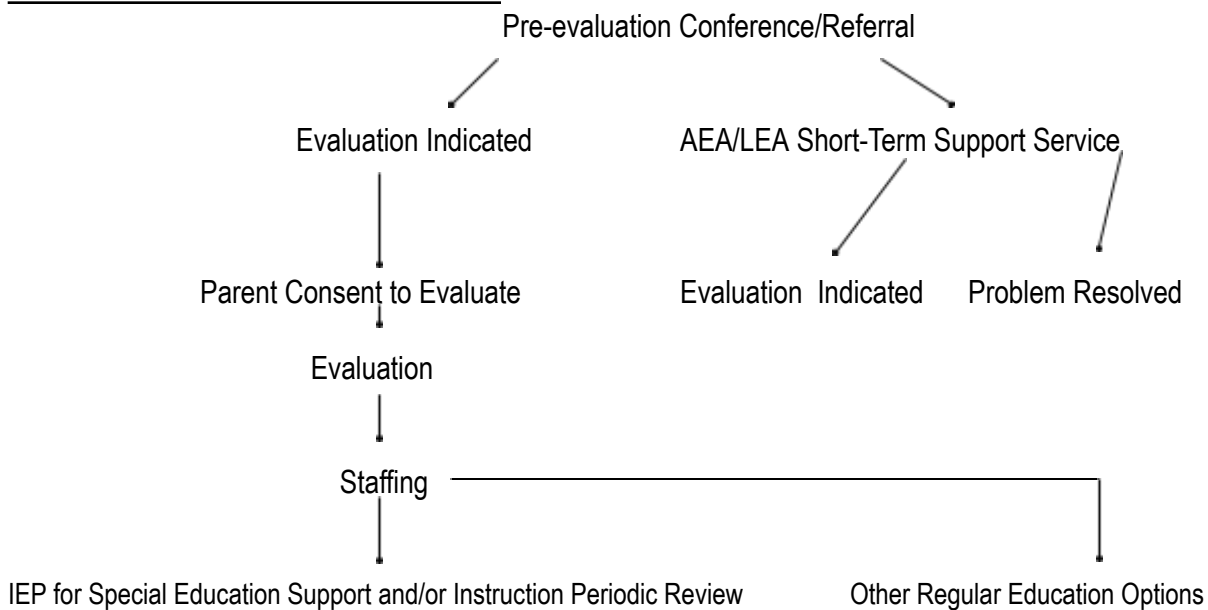 Pre-evaluation Conference/Referral
Evaluation Indicated
AEA/LEA Short-Term Support Service
Parent Consent to Evaluate
Evaluation Indicated
Problem Resolved
Evaluation
Staffing
IEP for Special Education Support and/or Instruction Periodic Review
Other Regular Education Options